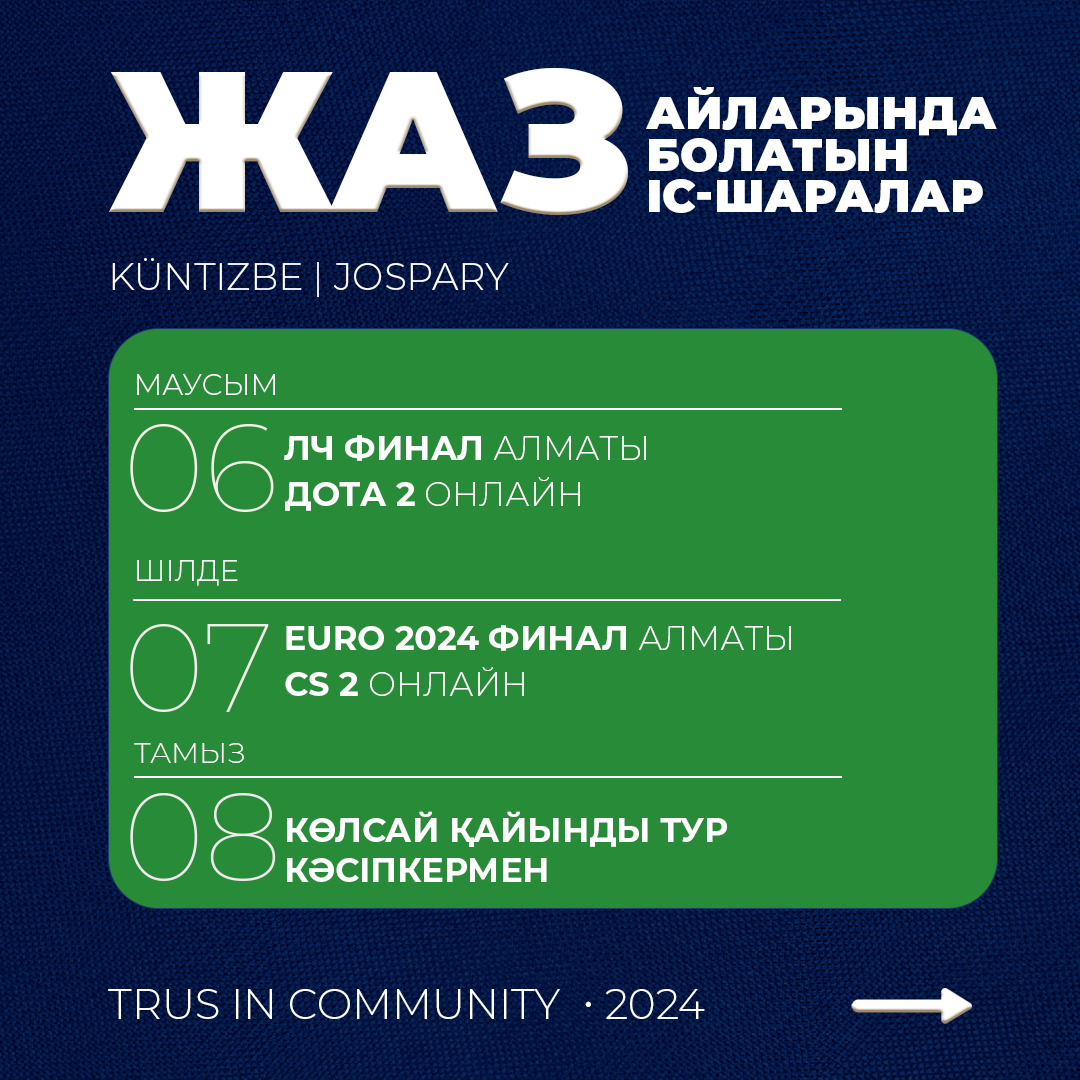 ЖАЗ
АЙЛАРЫНДА
БОЛАТЫН
ІС-ШАРАЛАР
KÜNTIZBE | JOSPARY
МАУСЫМ
06
ЛЧ ФИНАЛ АЛМАТЫ
ДОТА 2 ОНЛАЙН
ШІЛДЕ
07
EURO 2024 ФИНАЛ АЛМАТЫ
CS 2 ОНЛАЙН
ТАМЫЗ
08
КӨЛСАЙ ҚАЙЫНДЫ ТУР
КӘСІПКЕРМЕН
TRUS IN COMMUNITY · 2024